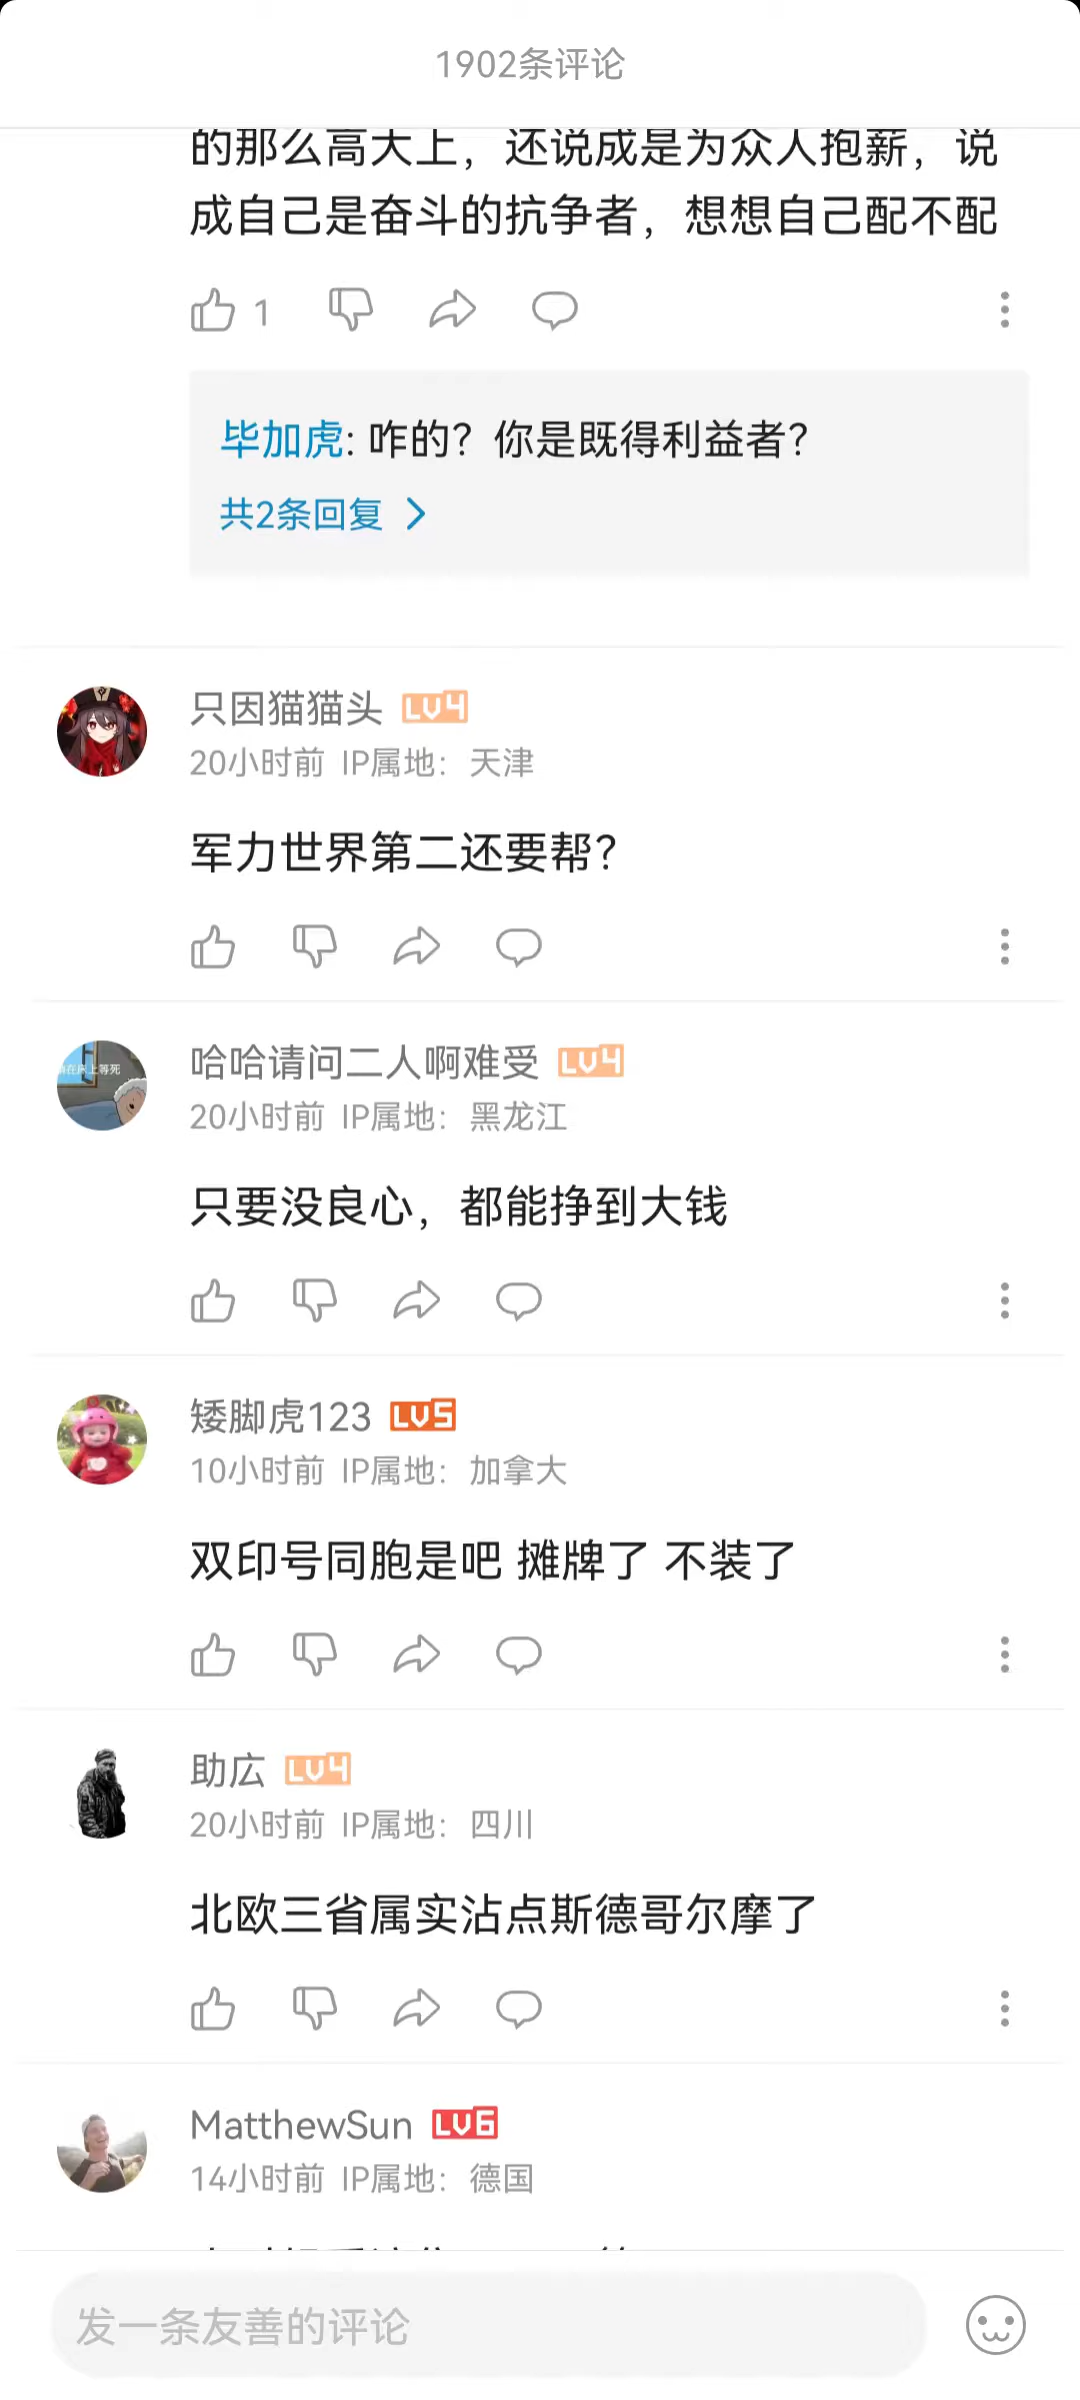 1902条评论
的那么高大上，还说成是为众人抱薪，说
成自己是奋斗的抗争者，想想自己配不配
1
毕加虎: 咋的？你是既得利益者？
共2条回复
只因猫猫头 LV4
20小时前 IP属地：天津
军力世界第二还要帮？
哈哈请问二人啊难受 LV4
20小时前 IP属地：黑龙江
只要没良心，都能挣到大钱
矮脚虎123 LV5
10小时前 IP属地：加拿大
双印号同胞是吧 摊牌了 不装了
助広 LV4
20小时前 IP属地：四川
北欧三省属实沾点斯德哥尔摩了
MatthewSun LV6
14小时前 IP属地：德国
发一条友善的评论